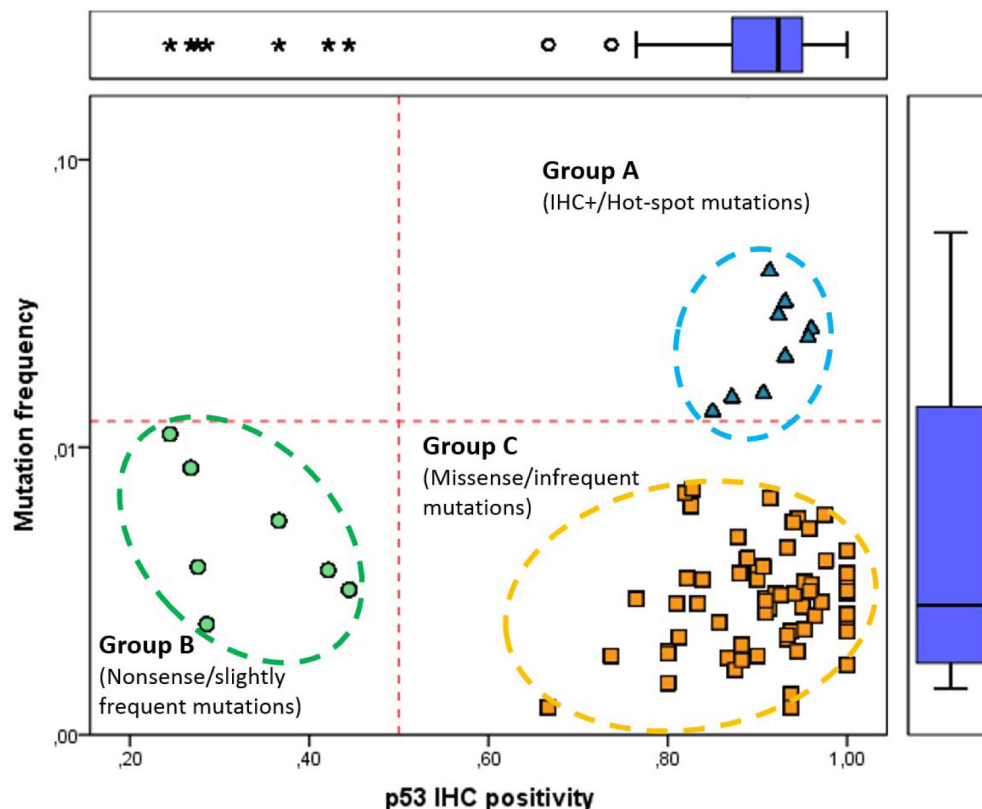 ,10
Group A
(IHC+/Hot-spot mutations)
Mutation frequency
,01
Group C
(Missense/infrequent
mutations)
Group B
(Nonsense/slightly
frequent mutations)
,00
,20
,40
,60
,80
1,00
p53 IHC positivity